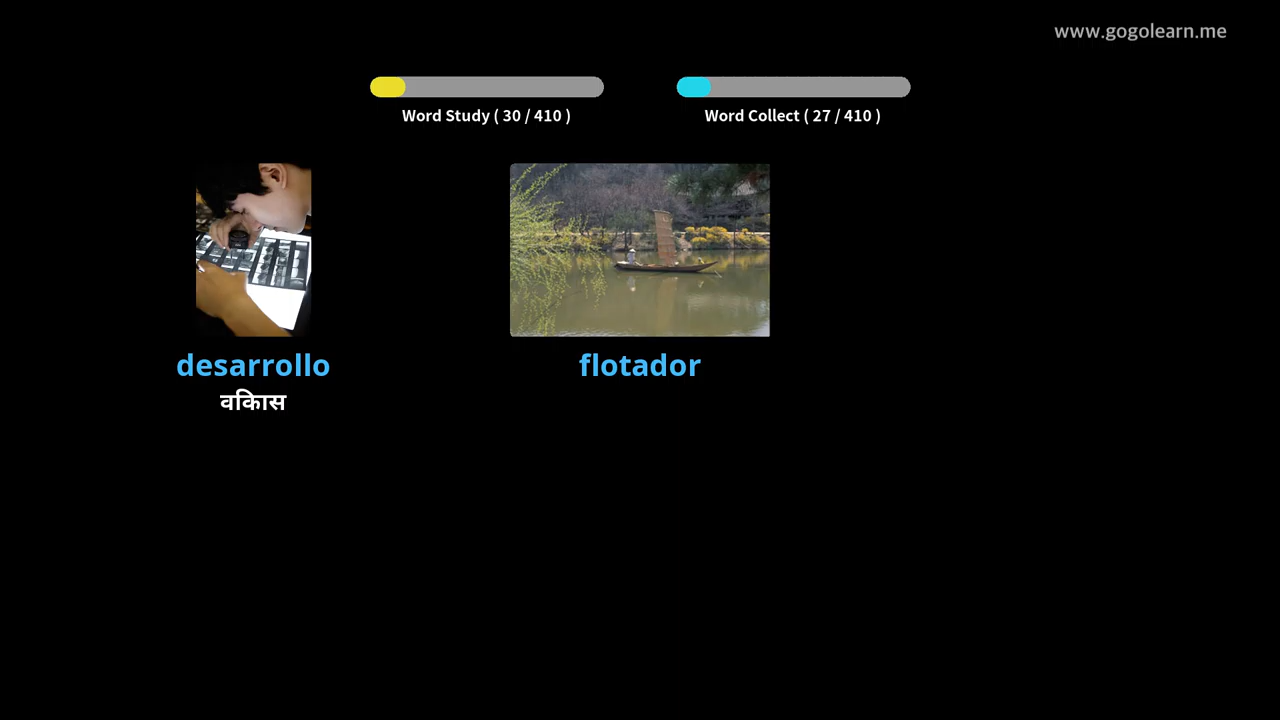 www.gogolearn.me
Word Study ( 30 / 410 )
Word Collect ( 27 / 410 )
desarrollo
flotador
वकिास